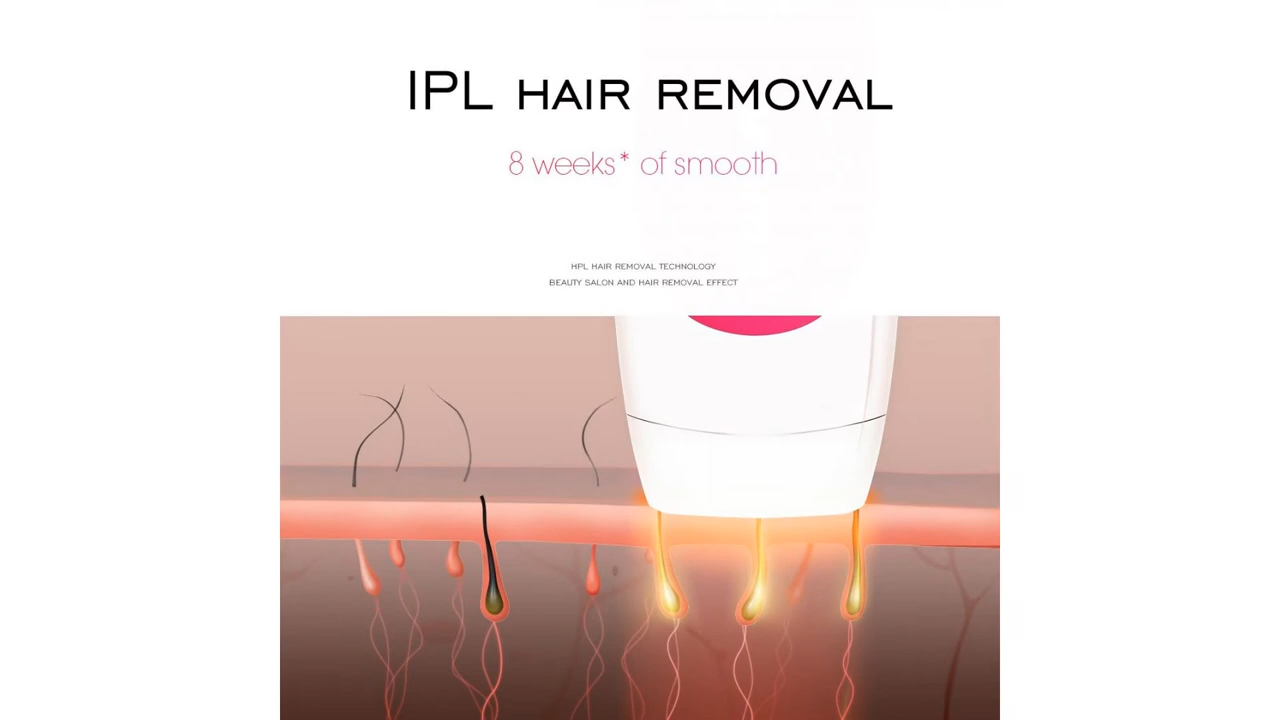 IPL HAIR REMOVAL
8 weeks* of smooth
HPL HAIR REMOVAL TECHNOLOGY
BEAUTY SALON AND HAIR REMOVAL EFFECT